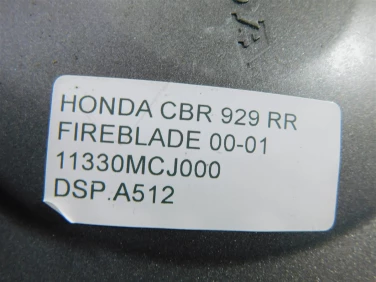 HONDA CBR 929 RR
FIREBLADE 00-01
11330MCJ000
DSP.A512